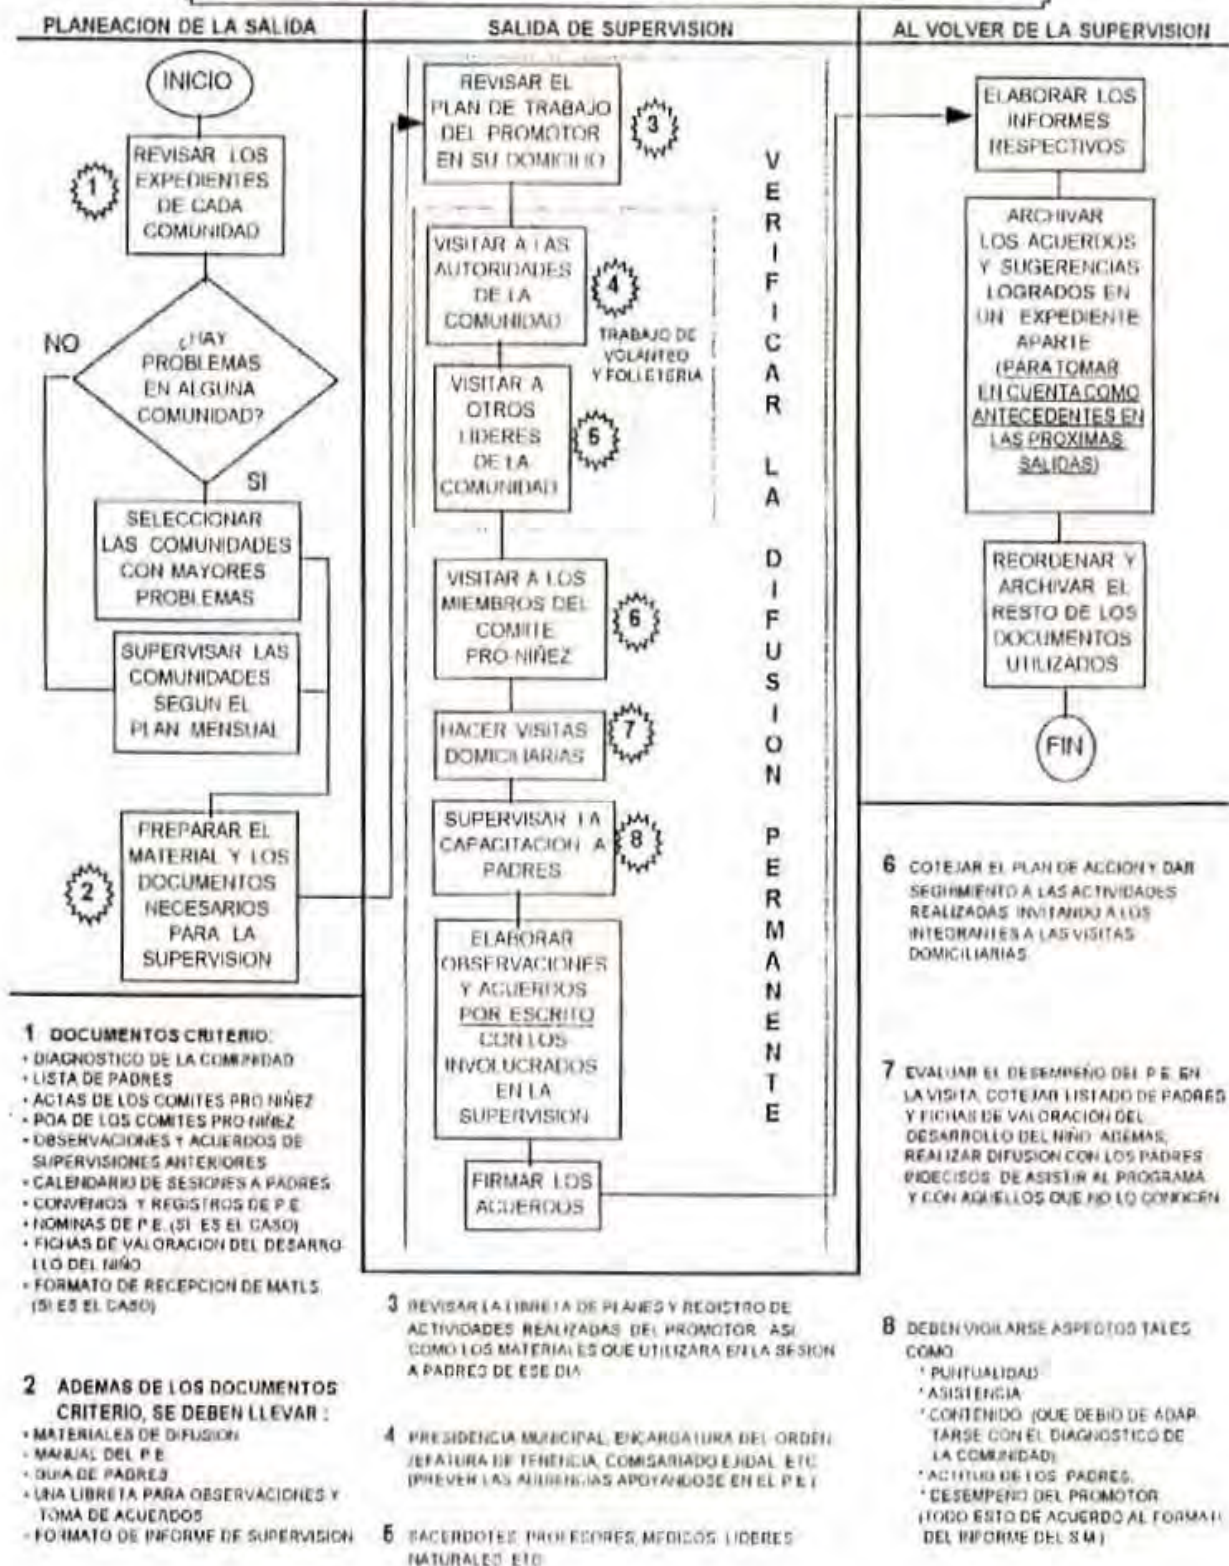 PLANEACION DE LA SALIDA
INICIO
1
REVISAR LOS
EXPEDIENTES
DE CADA
COMUNIDAD
¿HAY
PROBLEMAS
EN ALGUNA
COMUNIDAD?
NO
SI
SELECCIONAR
LAS COMUNIDADES
CON MAYORES
PROBLEMAS
SUPERVISAR LAS
COMUNIDADES
SEGUN EL
PLAN MENSUAL
2
PREPARAR EL
MATERIAL Y LOS
DOCUMENTOS
NECESARIOS
PARA LA
SUPERVISION
1 DOCUMENTOS CRITERIO:
• DIAGNOSTICO DE LA COMUNIDAD
• LISTA DE PADRES
• ACTAS DE LOS COMITES PRO NIÑEZ
• POA DE LOS COMITES PRO NIÑEZ
• OBSERVACIONES Y ACUERDOS DE
SUPERVISIONES ANTERIORES
• CALENDARIO DE SESIONES A PADRES
• CONVENIOS Y REGISTROS DE P.E.
• NOMINAS DE P.E. (SI ES EL CASO)
• FICHAS DE VALORACION DEL DESARRO-
LLO DEL NIÑO
• FORMATO DE RECEPCION DE MATLS.
(SI ES EL CASO)
2 ADEMAS DE LOS DOCUMENTOS
CRITERIO, SE DEBEN LLEVAR :
• MATERIALES DE DIFUSION
• MANUAL DEL P.E.
• GUIA DE PADRES
• UNA LIBRETA PARA OBSERVACIONES Y
TOMA DE ACUERDOS
• FORMATO DE INFORME DE SUPERVISION
SALIDA DE SUPERVISION
REVISAR EL
PLAN DE TRABAJO
DEL PROMOTOR
EN SU DOMICILIO
3
VISITAR A LAS
AUTORIDADES
DE LA
COMUNIDAD
4
TRABAJO DE
VOLANTEO
Y FOLLETERIA
VISITAR A
OTROS
LIDERES
DE LA
COMUNIDAD
5
VISITAR A LOS
MIEMBROS DEL
COMITE
PRO-NIÑEZ
6
HACER VISITAS
DOMICILIARIAS
7
SUPERVISAR LA
CAPACITACION A
PADRES
8
ELABORAR
OBSERVACIONES
Y ACUERDOS
POR ESCRITO
CON LOS
INVOLUCRADOS
EN LA
SUPERVISION
FIRMAR LOS
ACUERDOS
VERIFICAR LA DIFUSION PERMANENTE
3 REVISAR LA LIBRETA DE PLANES Y REGISTRO DE
ACTIVIDADES REALIZADAS DEL PROMOTOR ASI
COMO LOS MATERIALES QUE UTILIZARA EN LA SESION
A PADRES DE ESE DIA
4 PRESIDENCIA MUNICIPAL, ENCARGATURA DEL ORDEN
JEFATURA DE TENENCIA, COMISARIADO EJIDAL, ETC
(PREVER LAS AUDIENCIAS APOYANDOSE EN EL P.E.)
5 SACERDOTES, PROFESORES, MEDICOS, LIDERES
NATURALES, ETC
AL VOLVER DE LA SUPERVISION
ELABORAR LOS
INFORMES
RESPECTIVOS
ARCHIVAR
LOS ACUERDOS
Y SUGERENCIAS
LOGRADOS EN
UN EXPEDIENTE
APARTE
(PARA TOMAR
EN CUENTA COMO
ANTECEDENTES EN
LAS PROXIMAS
SALIDAS)
REORDENAR Y
ARCHIVAR EL
RESTO DE LOS
DOCUMENTOS
UTILIZADOS
FIN
6 COTEJAR EL PLAN DE ACCION Y DAR
SEGUIMIENTO A LAS ACTIVIDADES
REALIZADAS INVITANDO A LOS
INTEGRANTES A LAS VISITAS
DOMICILIARIAS.
7 EVALUAR EL DESEMPEÑO DEL P.E. EN
LA VISITA, COTEJAR LISTADO DE PADRES
Y FICHAS DE VALORACION DEL
DESARROLLO DEL NIÑO. ADEMAS,
REALIZAR DIFUSION CON LOS PADRES
INDECISOS DE ASISTIR AL PROGRAMA
Y CON AQUELLOS QUE NO LO CONOCEN
8 DEBEN VIGILARSE ASPECTOS TALES
COMO
* PUNTUALIDAD
* ASISTENCIA
* CONTENIDO (QUE DEBIO DE ADAP-
TARSE CON EL DIAGNOSTICO DE
LA COMUNIDAD)
* ACTITUD DE LOS PADRES.
* DESEMPEÑO DEL PROMOTOR
(TODO ESTO DE ACUERDO AL FORMATO
DEL INFORME DEL S.M.)